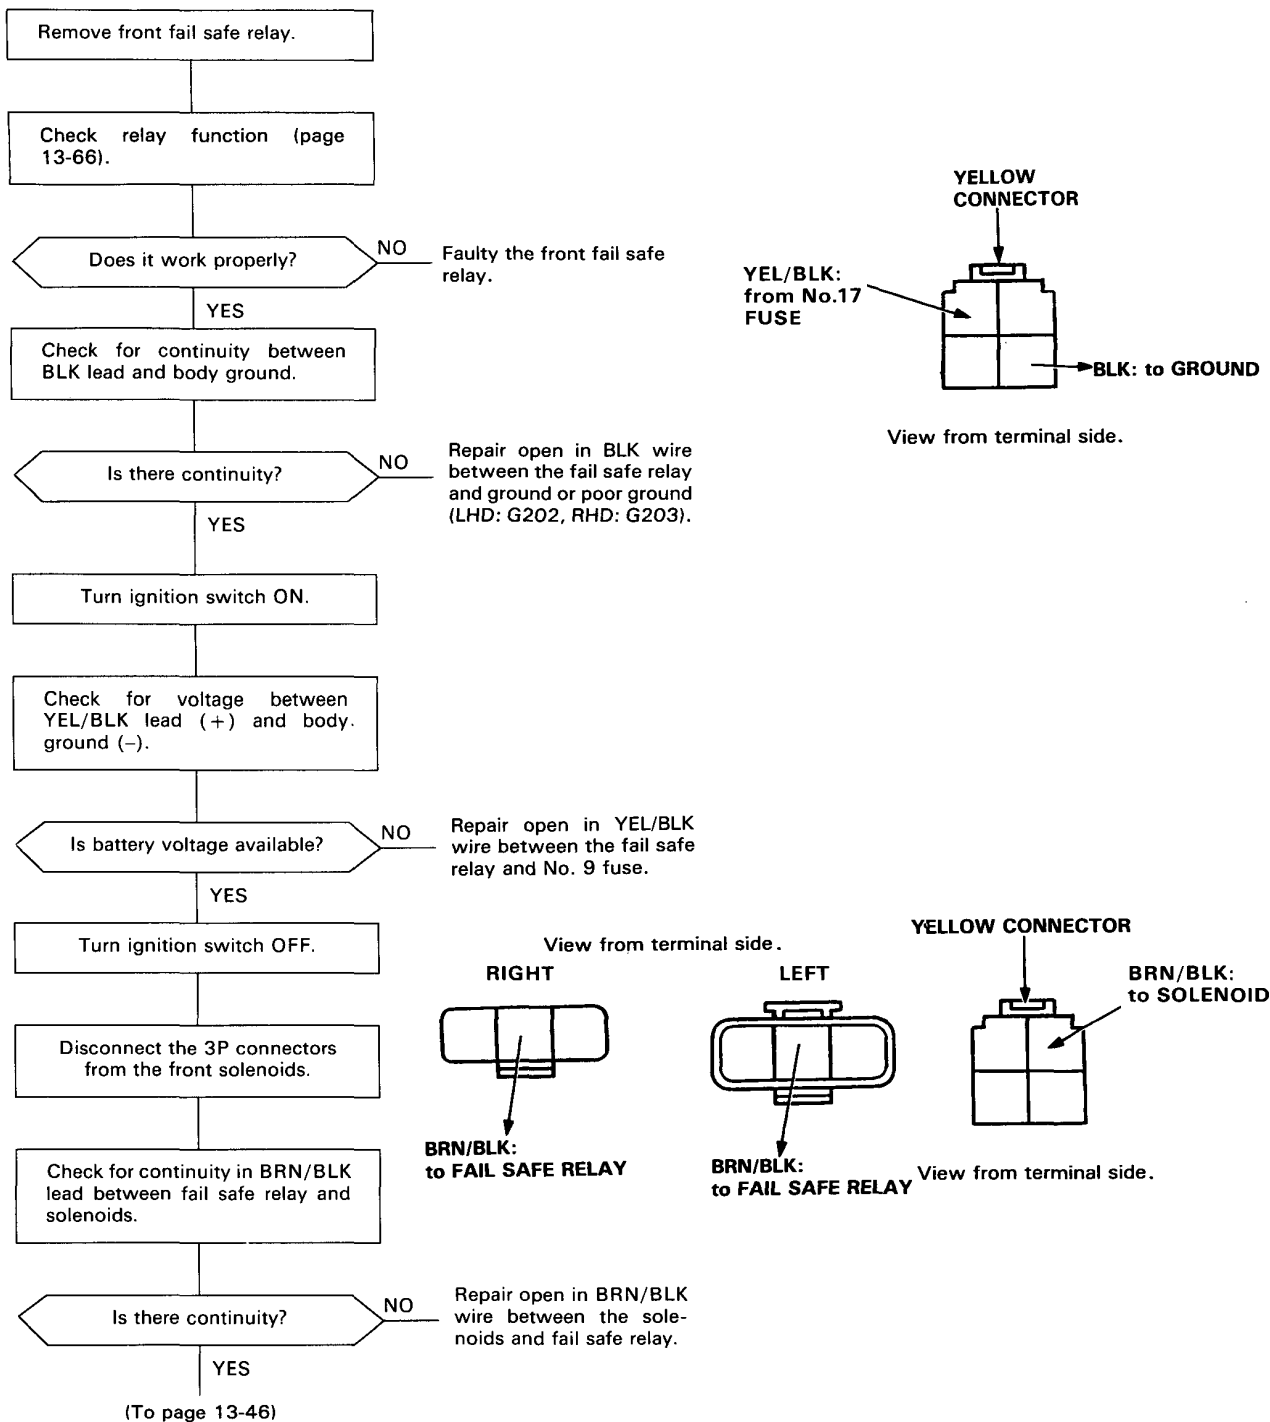 Remove front fail safe relay.
Check relay function (page
13-66).
Does it work properly?
NO
Faulty the front fail safe
relay.
YES
Check for continuity between
BLK lead and body ground.
YELLOW
CONNECTOR
YEL/BLK:
from No.17
FUSE
BLK: to GROUND
View from terminal side.
Is there continuity?
NO
Repair open in BLK wire
between the fail safe relay
and ground or poor ground
(LHD: G202, RHD: G203).
YES
Turn ignition switch ON.
Check for voltage between
YEL/BLK lead (+) and body
ground (–).
Is battery voltage available?
NO
Repair open in YEL/BLK
wire between the fail safe
relay and No. 9 fuse.
YES
Turn ignition switch OFF.
Disconnect the 3P connectors
from the front solenoids.
View from terminal side.
RIGHT
LEFT
BRN/BLK:
to FAIL SAFE RELAY
BRN/BLK:
to FAIL SAFE RELAY
YELLOW CONNECTOR
BRN/BLK:
to SOLENOID
View from terminal side.
Check for continuity in BRN/BLK
lead between fail safe relay and
solenoids.
Is there continuity?
NO
Repair open in BRN/BLK
wire between the sole-
noids and fail safe relay.
YES
(To page 13-46)